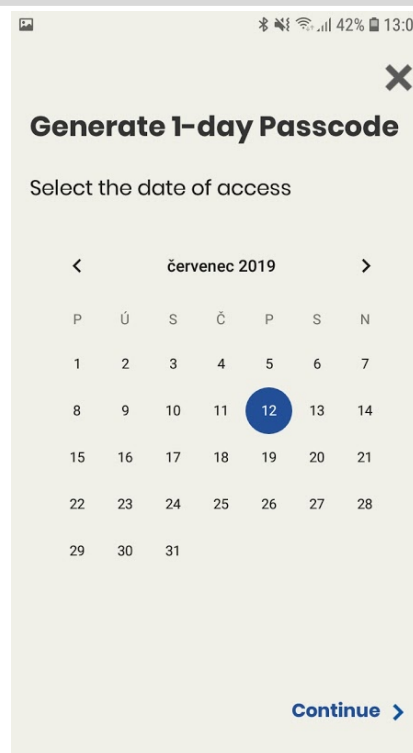 42% 13:0
Generate 1-day Passcode
Select the date of access
červenec 2019
P Ú S Č P S N
1 2 3 4 5 6 7
8 9 10 11 12 13 14
15 16 17 18 19 20 21
22 23 24 25 26 27 28
29 30 31
Continue